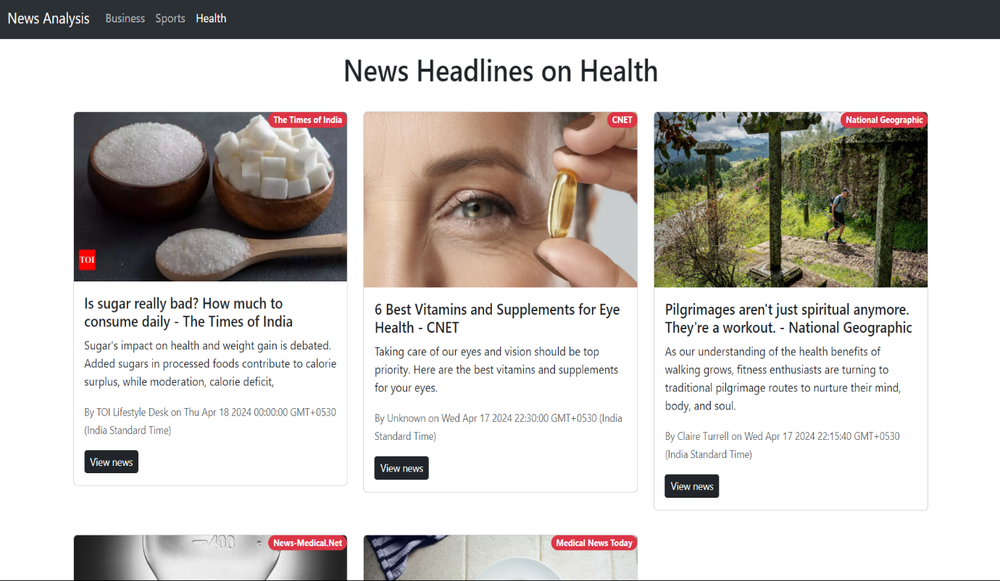 News Analysis Business Sports Health
News Headlines on Health
The Times of India
TOI
Is sugar really bad? How much to
consume daily - The Times of India
Sugar's impact on health and weight gain is debated.
Added sugars in processed foods contribute to calorie
surplus, while moderation, calorie deficit,
By TOI Lifestyle Desk on Thu Apr 18 2024 00:00:00 GMT+0530
(India Standard Time)
View news
CNET
6 Best Vitamins and Supplements for Eye
Health - CNET
Taking care of our eyes and vision should be top
priority. Here are the best vitamins and supplements
for your eyes.
By Unknown on Wed Apr 17 2024 22:30:00 GMT+0530 (India
Standard Time)
View news
National Geographic
Pilgrimages aren't just spiritual anymore.
They're a workout. - National Geographic
As our understanding of the health benefits of
walking grows, fitness enthusiasts are turning to
traditional pilgrimage routes to nurture their mind,
body, and soul.
By Claire Turrell on Wed Apr 17 2024 22:15:40 GMT+0530
(India Standard Time)
View news
News-Medical.Net
400
Medical News Today